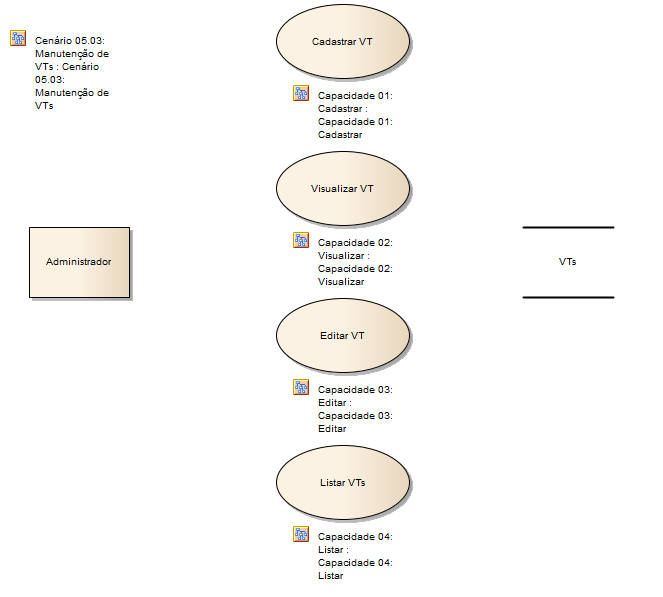 Cenário 05.03:
Manutenção de
VTs : Cenário
05.03:
Manutenção de
VTs
Cadastrar VT
Capacidade 01:
Cadastrar :
Capacidade 01:
Cadastrar
Visualizar VT
Capacidade 02:
Visualizar :
Capacidade 02:
Visualizar
Administrador
VTs
Editar VT
Capacidade 03:
Editar :
Capacidade 03:
Editar
Listar VTs
Capacidade 04:
Listar :
Capacidade 04:
Listar